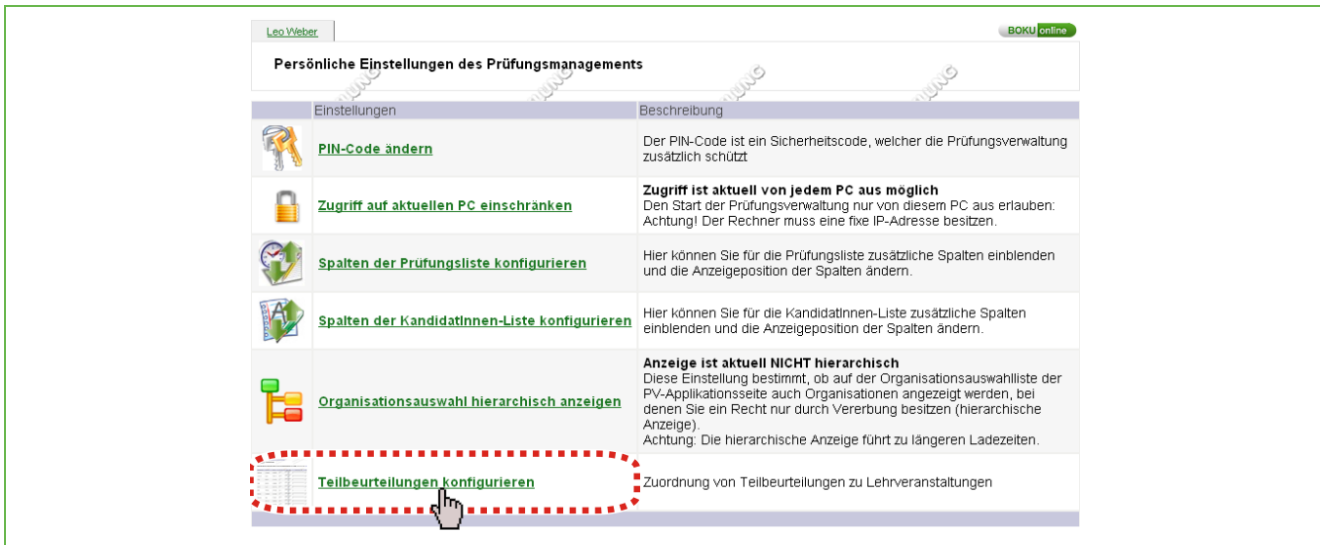 Leo Weber
BOKU online
Persönliche Einstellungen des Prüfungsmanagements
Einstellungen
Beschreibung
PIN-Code ändern
Der PIN-Code ist ein Sicherheitscode, welcher die Prüfungsverwaltung
zusätzlich schützt
Zugriff auf aktuellen PC einschränken
Zugriff ist aktuell von jedem PC aus möglich
Den Start der Prüfungsverwaltung nur von diesem PC aus erlauben:
Achtung! Der Rechner muss eine fixe IP-Adresse besitzen.
Spalten der Prüfungsliste konfigurieren
Hier können Sie für die Prüfungsliste zusätzliche Spalten einblenden
und die Anzeigeposition der Spalten ändern.
Spalten der KandidatInnen-Liste konfigurieren
Hier können Sie für die KandidatInnen-Liste zusätzliche Spalten
einblenden und die Anzeigeposition der Spalten ändern.
Organisationsauswahl hierarchisch anzeigen
Anzeige ist aktuell NICHT hierarchisch
Diese Einstellung bestimmt, ob auf der Organisationsauswahlliste der
PV-Applikationsseite auch Organisationen angezeigt werden, bei
denen Sie ein Recht nur durch Vererbung besitzen (hierarchische
Anzeige).
Achtung: Die hierarchische Anzeige führt zu längeren Ladezeiten.
Teilbeurteilungen konfigurieren
Zuordnung von Teilbeurteilungen zu Lehrveranstaltungen